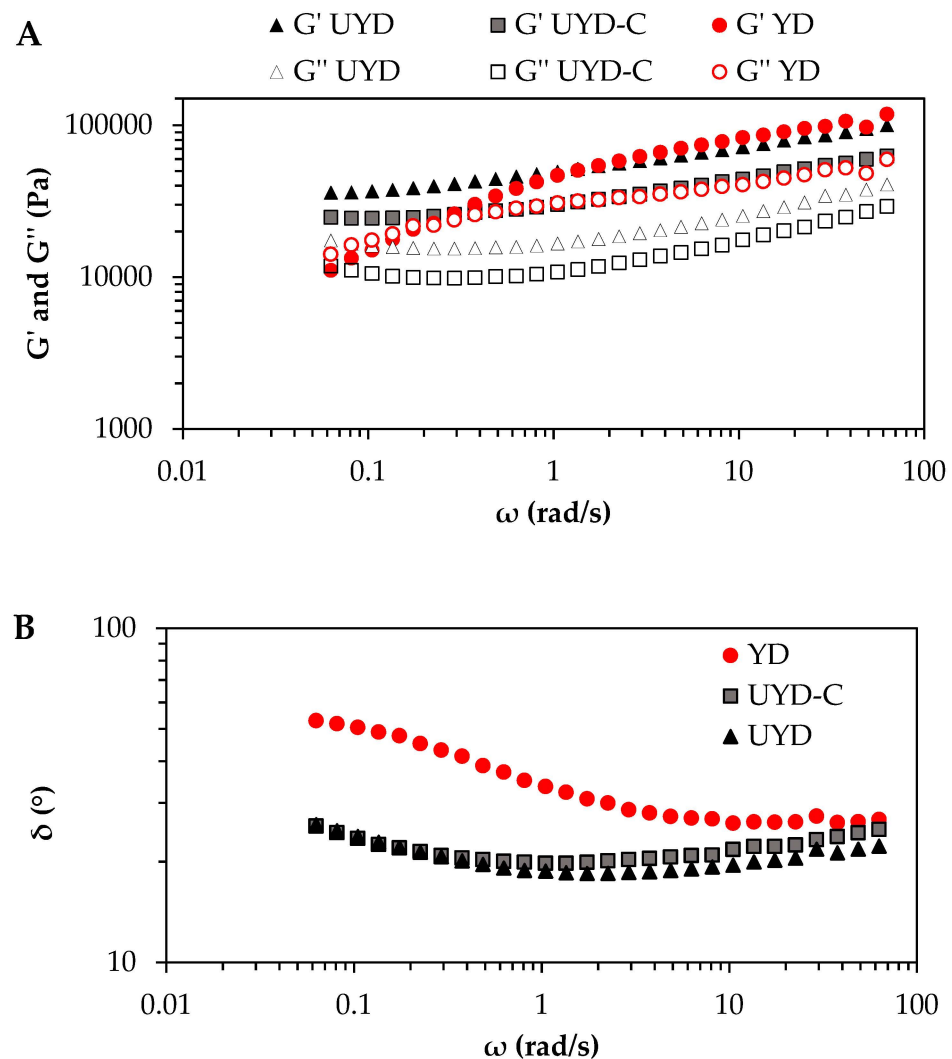 A
G' UYD G' UYD-C G' YD
G'' UYD G'' UYD-C G'' YD
100000
10000
1000
G' and G'' (Pa)
0.01 0.1 1 10 100
ω (rad/s)
B
100
10
δ (°)
YD
UYD-C
UYD
0.01 0.1 1 10 100
ω (rad/s)